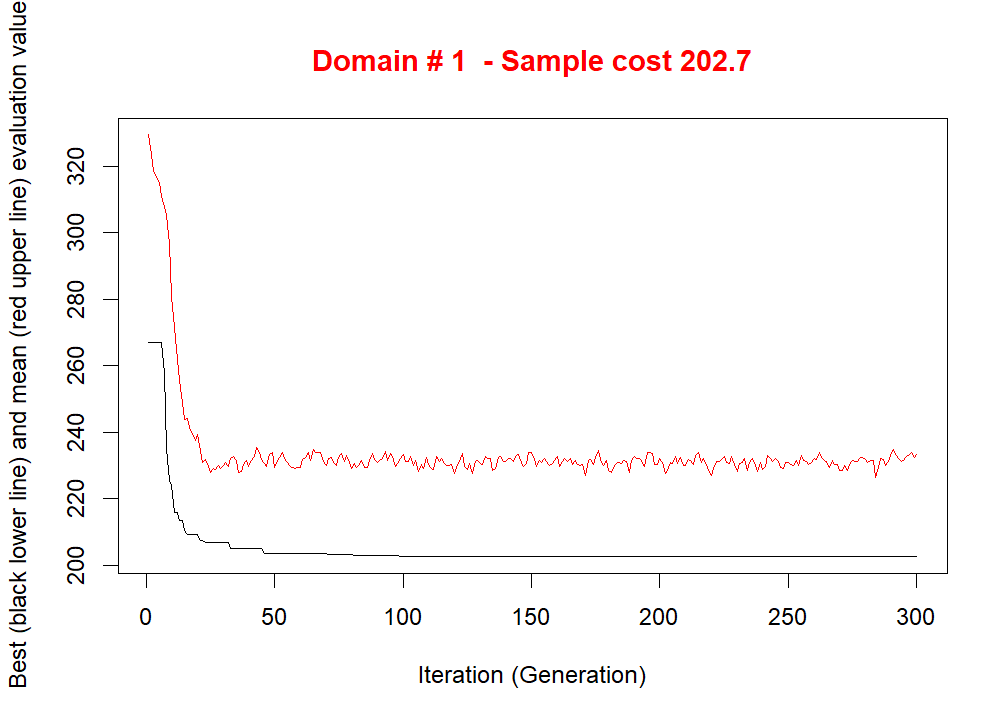 Domain # 1  - Sample cost 202.7
Best (black lower line) and mean (red upper line) evaluation value
320
300
280
260
240
220
200
0 50 100 150 200 250 300
Iteration (Generation)